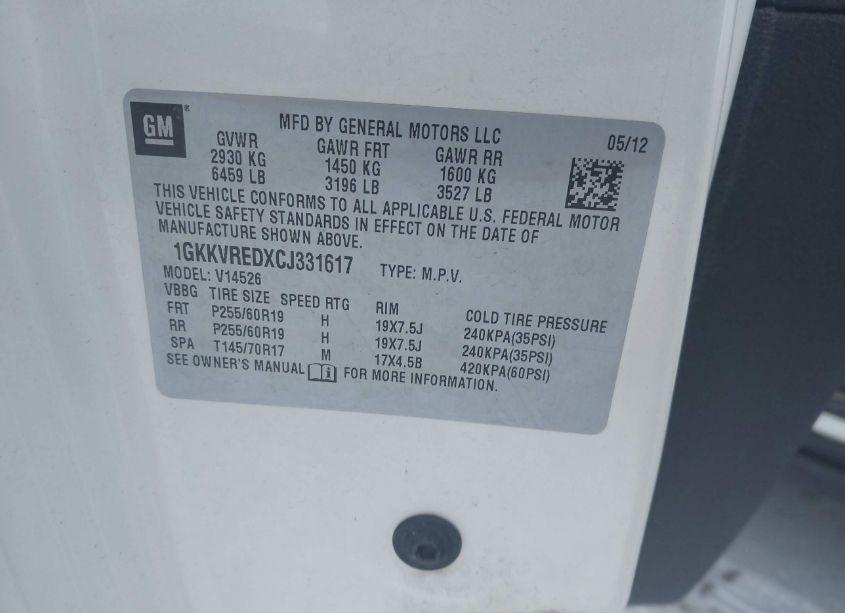 GM
MFD BY GENERAL MOTORS LLC 05/12
GVWR GAWR FRT GAWR RR
2930 KG 1450 KG 1600 KG
6459 LB 3196 LB 3527 LB
THIS VEHICLE CONFORMS TO ALL APPLICABLE U.S. FEDERAL MOTOR
VEHICLE SAFETY STANDARDS IN EFFECT ON THE DATE OF
MANUFACTURE SHOWN ABOVE.
1GKKVREDXCJ331617 TYPE: M.P.V.
MODEL: V14526
VBBG TIRE SIZE SPEED RTG RIM COLD TIRE PRESSURE
FRT P255/60R19 H 19X7.5J 240KPA(35PSI)
RR P255/60R19 H 19X7.5J 240KPA(35PSI)
SPA T145/70R17 M 17X4.5B 420KPA(60PSI)
SEE OWNER'S MANUAL FOR MORE INFORMATION.